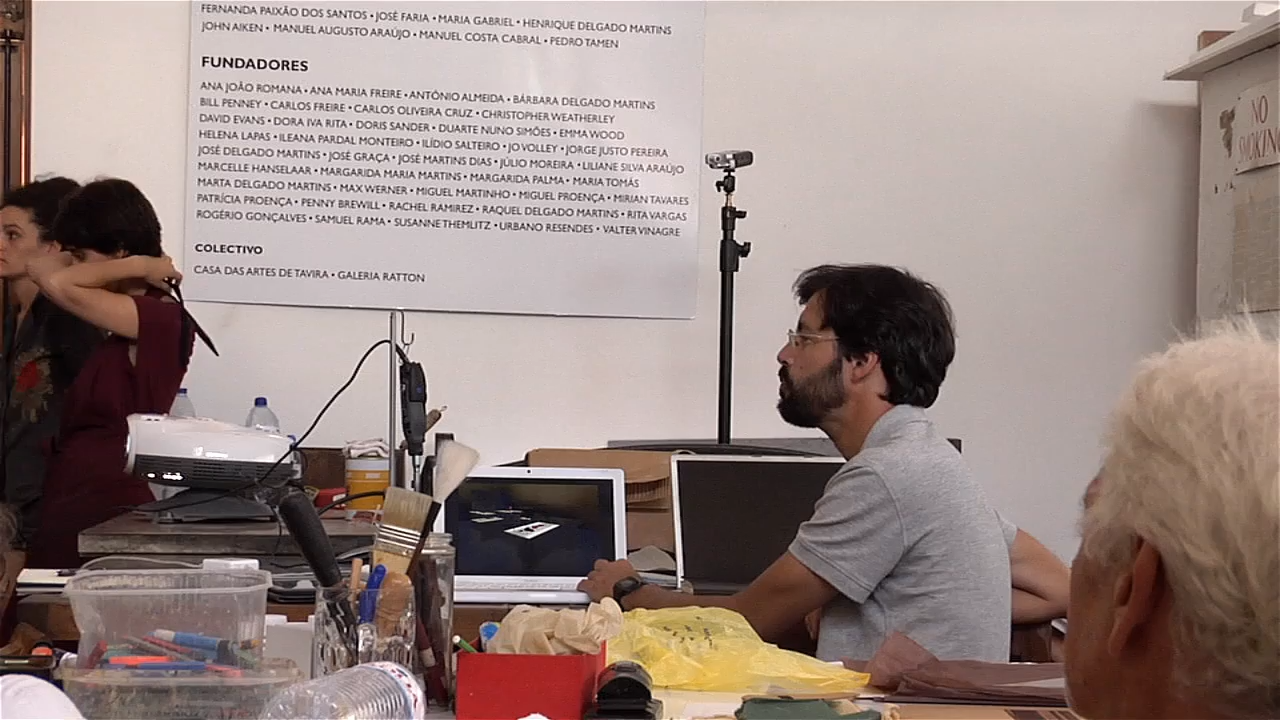 FERNANDA PAIXÃO DOS SANTOS • JOSÉ FARIA • MARIA GABRIEL • HENRIQUE DELGADO MARTINS
JOHN AIKEN • MANUEL AUGUSTO ARAÚJO • MANUEL COSTA CABRAL • PEDRO TAMEN
FUNDADORES
ANA JOÃO ROMANA • ANA MARIA FREIRE • ANTÓNIO ALMEIDA • BÁRBARA DELGADO MARTINS
BILL PENNEY • CARLOS FREIRE • CARLOS OLIVEIRA CRUZ • CHRISTOPHER WEATHERLEY
DAVID EVANS • DORA IVA RITA • DORIS SANDER • DUARTE NUNO SIMÕES • EMMA WOOD
HELENA LAPAS • ILEANA PARDAL MONTEIRO • ILÍDIO SALTEIRO • JO VOLLEY • JORGE JUSTO PEREIRA
JOSÉ DELGADO MARTINS • JOSÉ GRAÇA • JOSÉ MARTINS DIAS • JÚLIO MOREIRA • LILIANE SILVA ARAÚJO
MARCELLE HANSELAAR • MARGARIDA MARIA MARTINS • MARGARIDA PALMA • MARIA TOMÁS
MARTA DELGADO MARTINS • MAX WERNER • MIGUEL MARTINHO • MIGUEL PROENÇA • MIRIAN TAVARES
PATRÍCIA PROENÇA • PENNY BREWILL • RACHEL RAMIREZ • RAQUEL DELGADO MARTINS • RITA VARGAS
ROGÉRIO GONÇALVES • SAMUEL RAMA • SUSANNE THEMLITZ • URBANO RESENDES • VALTER VINAGRE
COLECTIVO
CASA DAS ARTES DE TAVIRA • GALERIA RATTON
NO
SMOKING